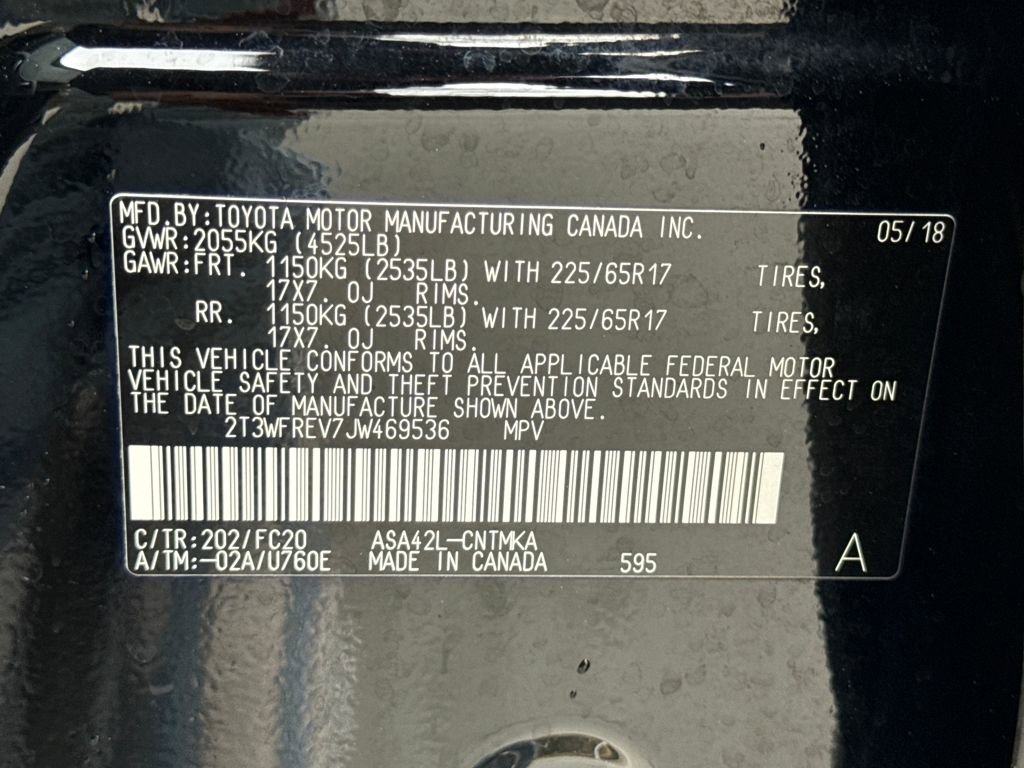 MFD.BY:TOYOTA MOTOR MANUFACTURING CANADA INC. 05/18
GVWR:2055KG (4525LB)
GAWR:FRT. 1150KG (2535LB) WITH 225/65R17 TIRES,
17X7. 0J RIMS.
RR. 1150KG (2535LB) WITH 225/65R17 TIRES,
17X7. 0J RIMS.
THIS VEHICLE CONFORMS TO ALL APPLICABLE FEDERAL MOTOR
VEHICLE SAFETY AND THEFT PREVENTION STANDARDS IN EFFECT ON
THE DATE OF MANUFACTURE SHOWN ABOVE.
2T3WFREV7JW469536 MPV
C/TR:202/FC20 ASA42L-CNTMKA
A/TM:-02A/U760E MADE IN CANADA 595 A